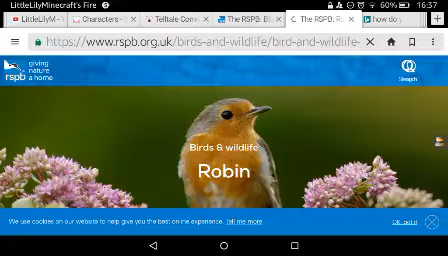 LittleLilyMinecraft's Fire
60%
16:37
LittleLilyM - Y
Characters -
Telltale Comm
The RSPB: Bi
The RSPB: Ro
how do y
https://www.rspb.org.uk/birds-and-wildlife/bird-and-wildlife-
rspb
giving
nature
a home
Search
Birds & wildlife
Robin
We use cookies on our website to help give you the best online experience. Tell me more
OK, got it